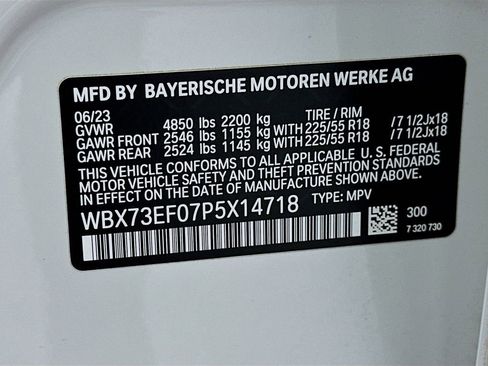 MFD BY BAYERISCHE MOTOREN WERKE AG
06/23 TIRE / RIM
GVWR 4850 lbs 2200 kg
GAWR FRONT 2546 lbs 1155 kg WITH 225/55 R18 /7 1/2Jx18
GAWR REAR 2524 lbs 1145 kg WITH 225/55 R18 /7 1/2Jx18
THIS VEHICLE CONFORMS TO ALL APPLICABLE U.S. FEDERAL
MOTOR VEHICLE SAFETY AND THEFT PREVENTION STANDARDS
IN EFFECT ON THE DATE OF MANUFACTURE SHOWN ABOVE.
WBX73EF07P5X14718 TYPE: MPV
300
7 320 730